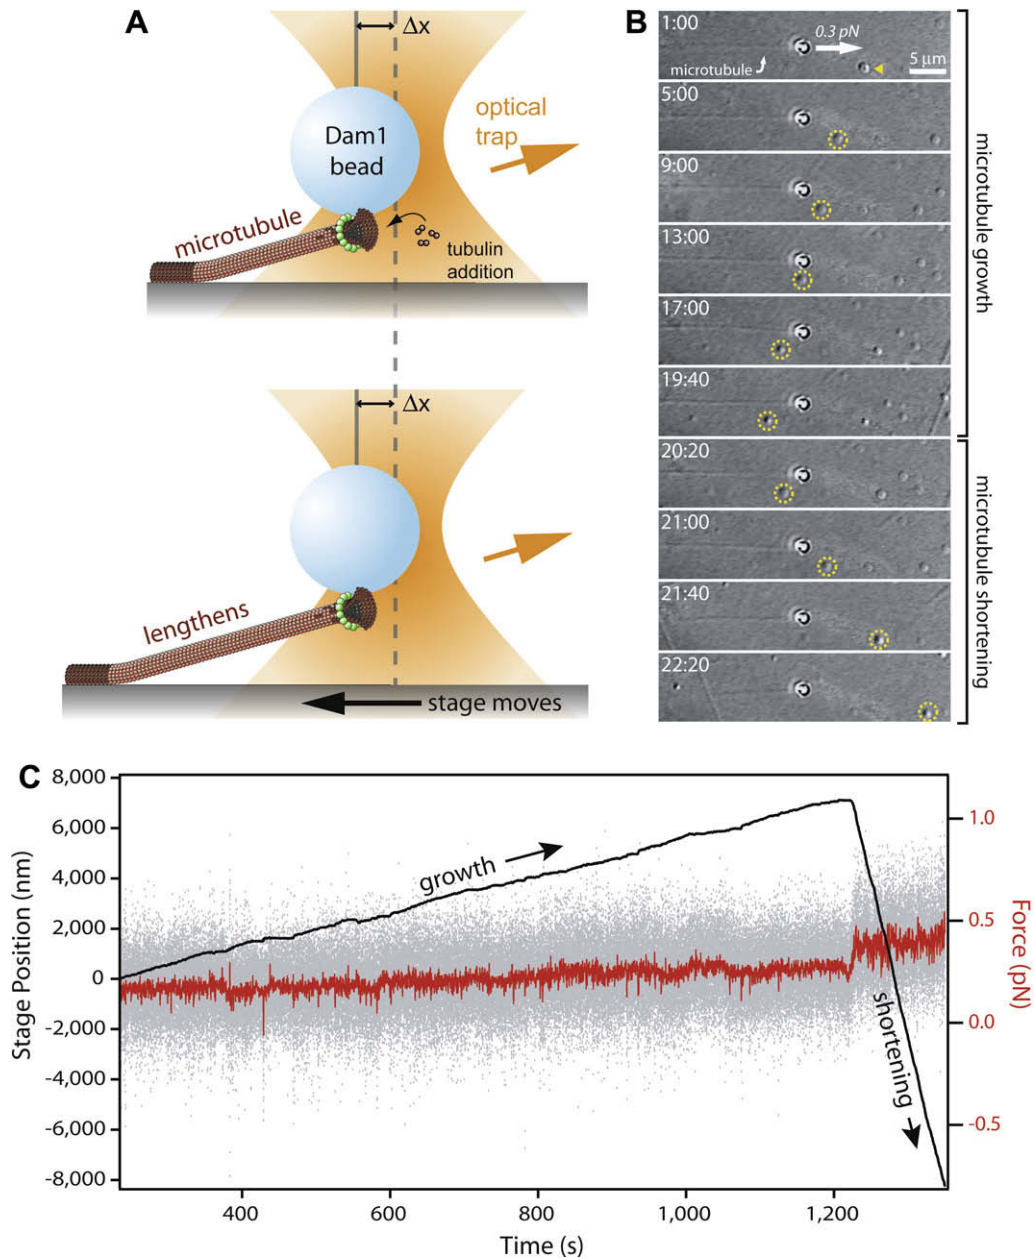 A
Δx
optical
trap
Dam1
bead
microtubule
tubulin
addition
Δx
lengthens
stage moves
B
1:00
0.3 pN
microtubule
5 μm
5:00
9:00
13:00
17:00
19:40
microtubule growth
20:20
21:00
21:40
22:20
microtubule shortening
C
8,000
6,000
4,000
2,000
0
-2,000
-4,000
-6,000
-8,000
Stage Position (nm)
growth
shortening
1.0
0.5
0.0
-0.5
Force (pN)
400
600
800
1,000
1,200
Time (s)